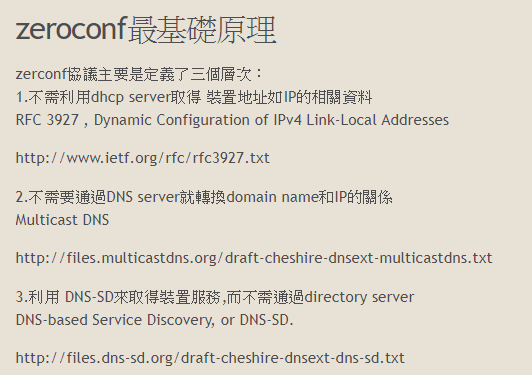 zeroconf最基礎原理
zerconf協議主要是定義了三個層次：
1.不需利用dhcp server取得 裝置地址如IP的相關資料
RFC 3927 , Dynamic Configuration of IPv4 Link-Local Addresses
http://www.ietf.org/rfc/rfc3927.txt
2.不需要通過DNS server就轉換domain name和IP的關係
Multicast DNS
http://files.multicastdns.org/draft-cheshire-dnsext-multicastdns.txt
3.利用 DNS-SD來取得裝置服務,而不需通過directory server
DNS-based Service Discovery, or DNS-SD.
http://files.dns-sd.org/draft-cheshire-dnsext-dns-sd.txt